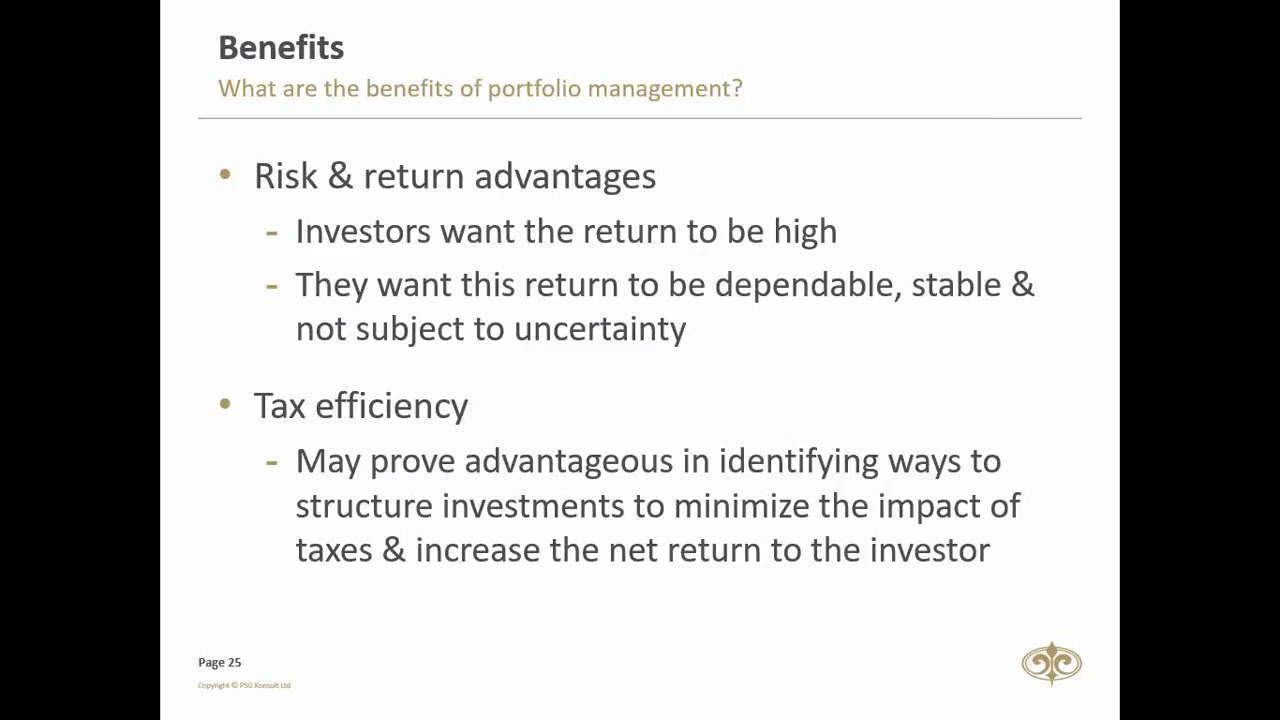 Benefits
What are the benefits of portfolio management?
• Risk & return advantages
- Investors want the return to be high
- They want this return to be dependable, stable &
not subject to uncertainty
• Tax efficiency
- May prove advantageous in identifying ways to
structure investments to minimize the impact of
taxes & increase the net return to the investor
Page 25
Copyright © PSG Konsult Ltd